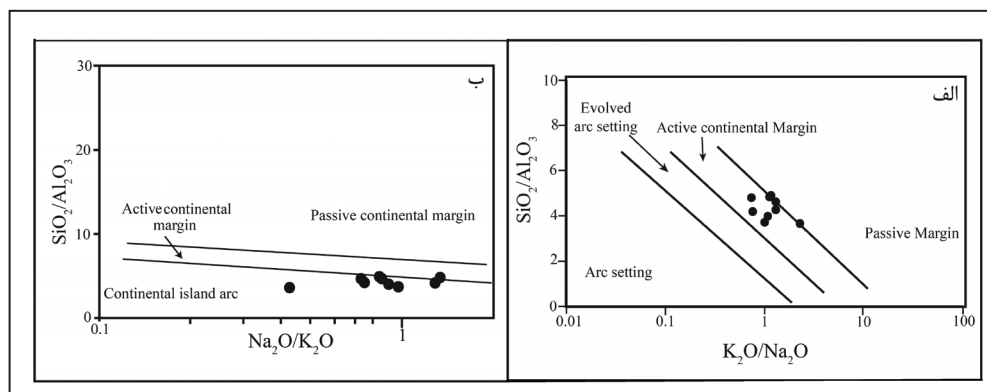 ب
30
20
10
0
SiO₂/Al₂O₃
Active continental
margin
Passive continental margin
Continental island arc
0.1
1
Na₂O/K₂O
الف
10
8
6
4
2
0
SiO₂/Al₂O₃
Evolved
arc setting
Active continental Margin
Passive Margin
Arc setting
0.01
0.1
1
10
100
K₂O/Na₂O